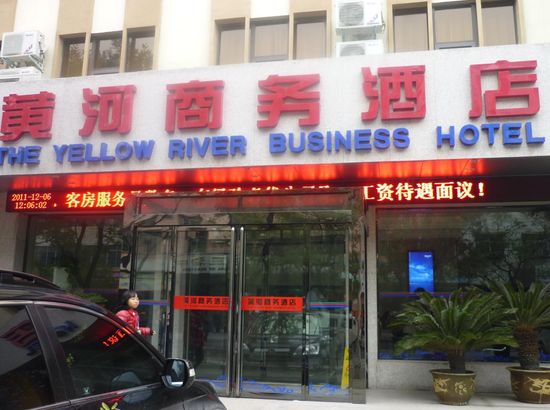 黄河商务酒店
THE YELLOW RIVER BUSINESS HOTEL
2011-12-06
12:06:02
客房服务
工资待遇面议!
黄河商务酒店
黄河商务酒店